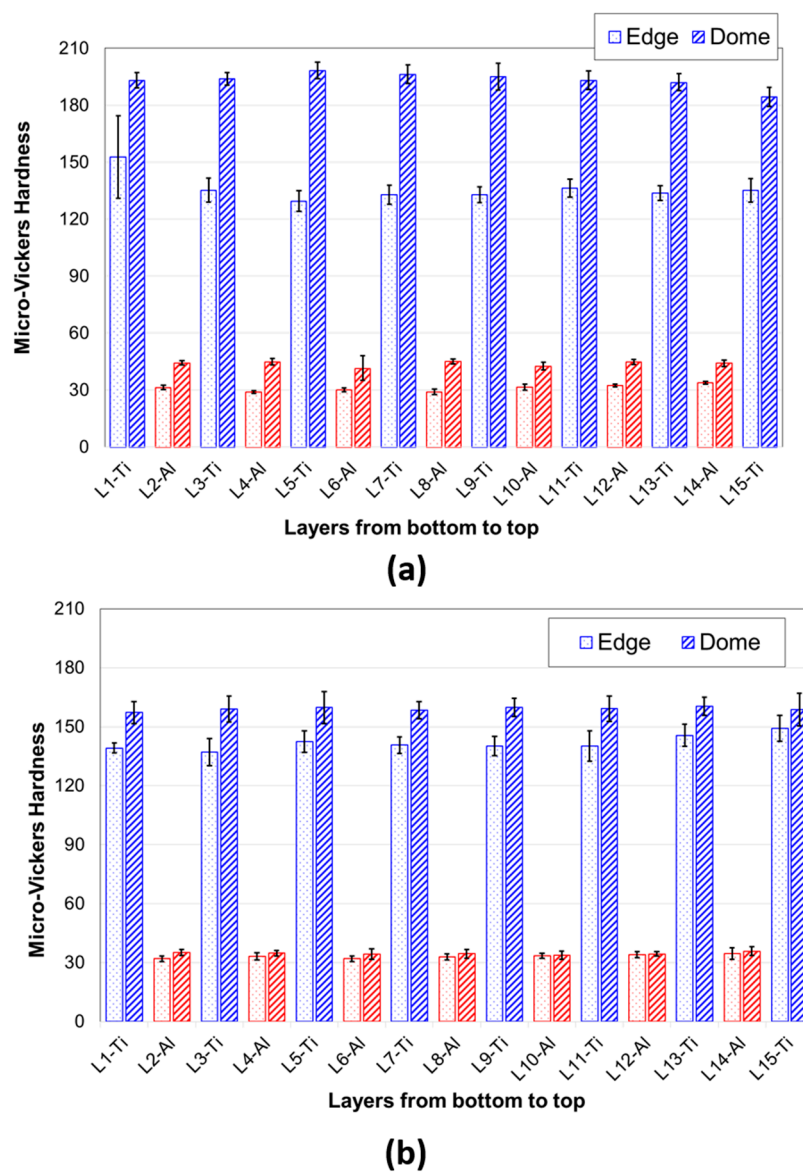 Edge Dome
210
180
150
120
90
60
30
0
Micro-Vickers Hardness
L1-Ti L2-Al L3-Ti L4-Al L5-Ti L6-Al L7-Ti L8-Al L9-Ti L10-Al L11-Ti L12-Al L13-Ti L14-Al L15-Ti
Layers from bottom to top
(a)
210
Edge Dome
180
150
120
90
60
30
0
Micro-Vickers Hardness
L1-Ti L2-Al L3-Ti L4-Al L5-Ti L6-Al L7-Ti L8-Al L9-Ti L10-Al L11-Ti L12-Al L13-Ti L14-Al L15-Ti
Layers from bottom to top
(b)